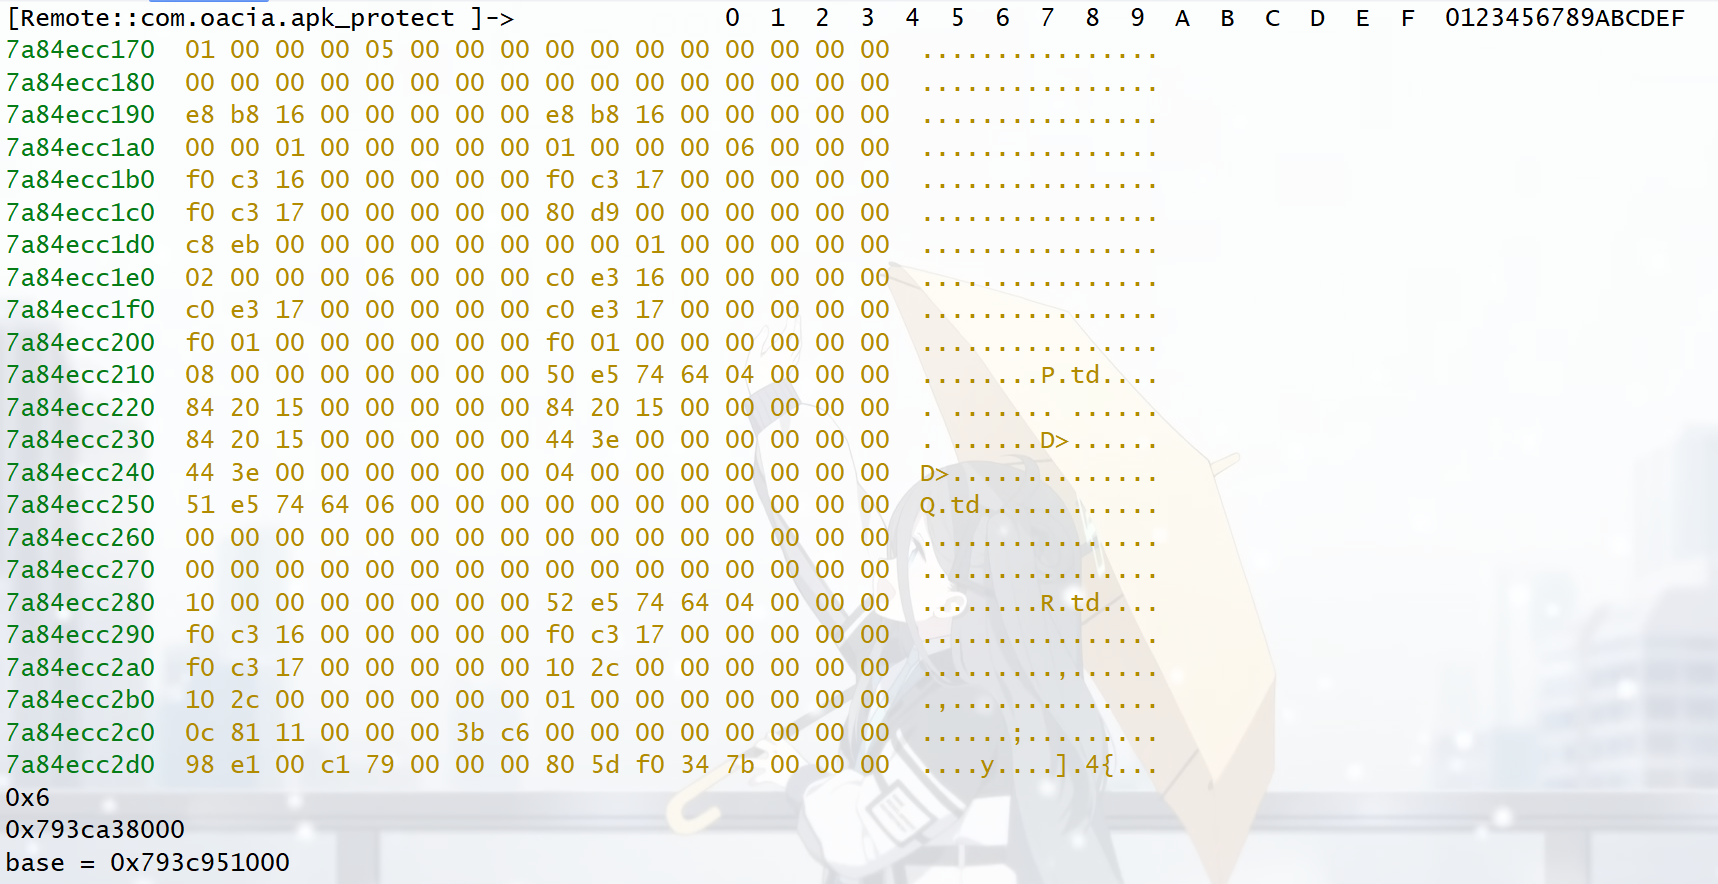 [Remote::com.oacia.apk_protect ]->              0  1  2  3  4  5  6  7  8  9  A  B  C  D  E  F  0123456789ABCDEF
7a84ecc170  01 00 00 00 05 00 00 00 00 00 00 00 00 00 00 00  ................
7a84ecc180  00 00 00 00 00 00 00 00 00 00 00 00 00 00 00 00  ................
7a84ecc190  e8 b8 16 00 00 00 00 00 e8 b8 16 00 00 00 00 00  ................
7a84ecc1a0  00 00 01 00 00 00 00 00 01 00 00 00 06 00 00 00  ................
7a84ecc1b0  f0 c3 16 00 00 00 00 00 f0 c3 17 00 00 00 00 00  ................
7a84ecc1c0  f0 c3 17 00 00 00 00 00 80 d9 00 00 00 00 00 00  ................
7a84ecc1d0  c8 eb 00 00 00 00 00 00 00 00 01 00 00 00 00 00  ................
7a84ecc1e0  02 00 00 00 06 00 00 00 c0 e3 16 00 00 00 00 00  ................
7a84ecc1f0  c0 e3 17 00 00 00 00 00 c0 e3 17 00 00 00 00 00  ................
7a84ecc200  f0 01 00 00 00 00 00 00 f0 01 00 00 00 00 00 00  ................
7a84ecc210  08 00 00 00 00 00 00 00 50 e5 74 64 04 00 00 00  ........P.td....
7a84ecc220  84 20 15 00 00 00 00 00 84 20 15 00 00 00 00 00  . ....... ......
7a84ecc230  84 20 15 00 00 00 00 00 44 3e 00 00 00 00 00 00  . ......D>......
7a84ecc240  44 3e 00 00 00 00 00 00 04 00 00 00 00 00 00 00  D>..............
7a84ecc250  51 e5 74 64 06 00 00 00 00 00 00 00 00 00 00 00  Q.td............
7a84ecc260  00 00 00 00 00 00 00 00 00 00 00 00 00 00 00 00  ................
7a84ecc270  00 00 00 00 00 00 00 00 00 00 00 00 00 00 00 00  ................
7a84ecc280  10 00 00 00 00 00 00 00 52 e5 74 64 04 00 00 00  ........R.td....
7a84ecc290  f0 c3 16 00 00 00 00 00 f0 c3 17 00 00 00 00 00  ................
7a84ecc2a0  f0 c3 17 00 00 00 00 00 10 2c 00 00 00 00 00 00  .........,......
7a84ecc2b0  10 2c 00 00 00 00 00 00 01 00 00 00 00 00 00 00  .,..............
7a84ecc2c0  0c 81 11 00 00 00 3b c6 00 00 00 00 00 00 00 00  ......;.........
7a84ecc2d0  98 e1 00 c1 79 00 00 00 80 5d f0 34 7b 00 00 00  ....y....].4{...
0x6
0x793ca38000
base = 0x793c951000